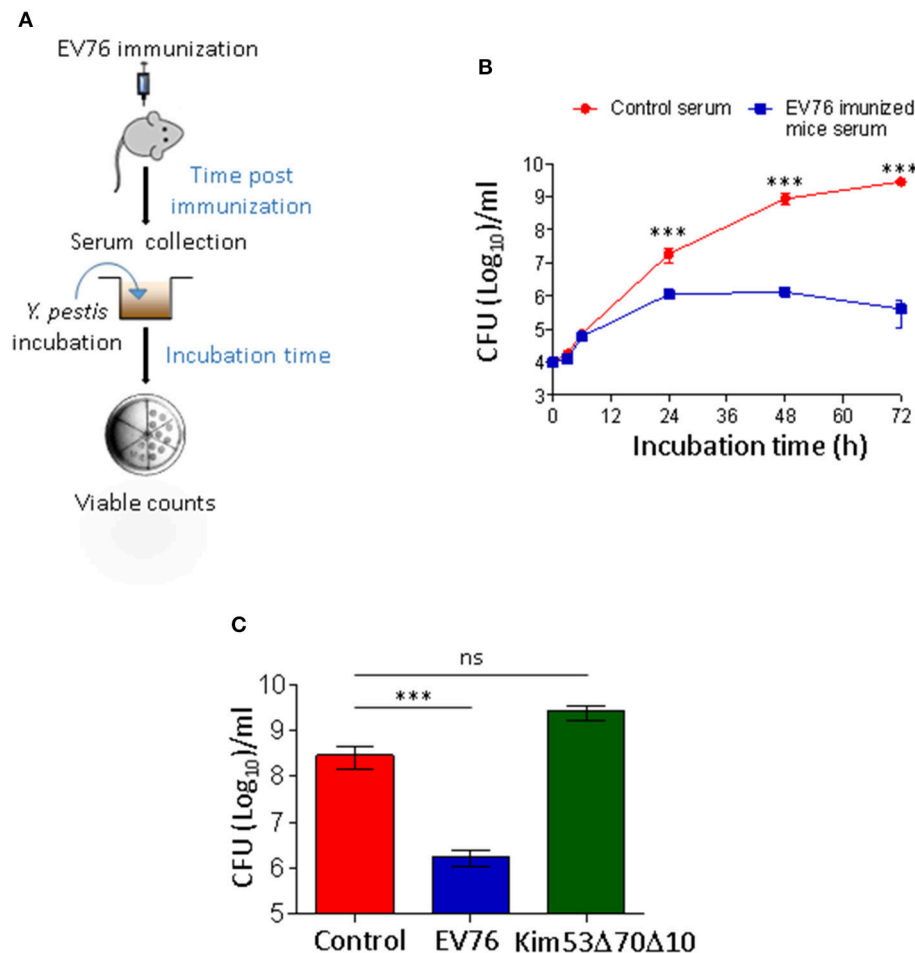 A
EV76 immunization
Time post
immunization
Serum collection
Y. pestis
incubation
Incubation time
Viable counts
B
Control serum
EV76 imunized
mice serum
CFU (Log10)/ml
10
9
8
7
6
5
4
3
***
***
***
0 12 24 36 48 60 72
Incubation time (h)
C
ns
***
CFU (Log10)/ml
10
9
8
7
6
5
Control EV76 Kim53Δ70Δ10